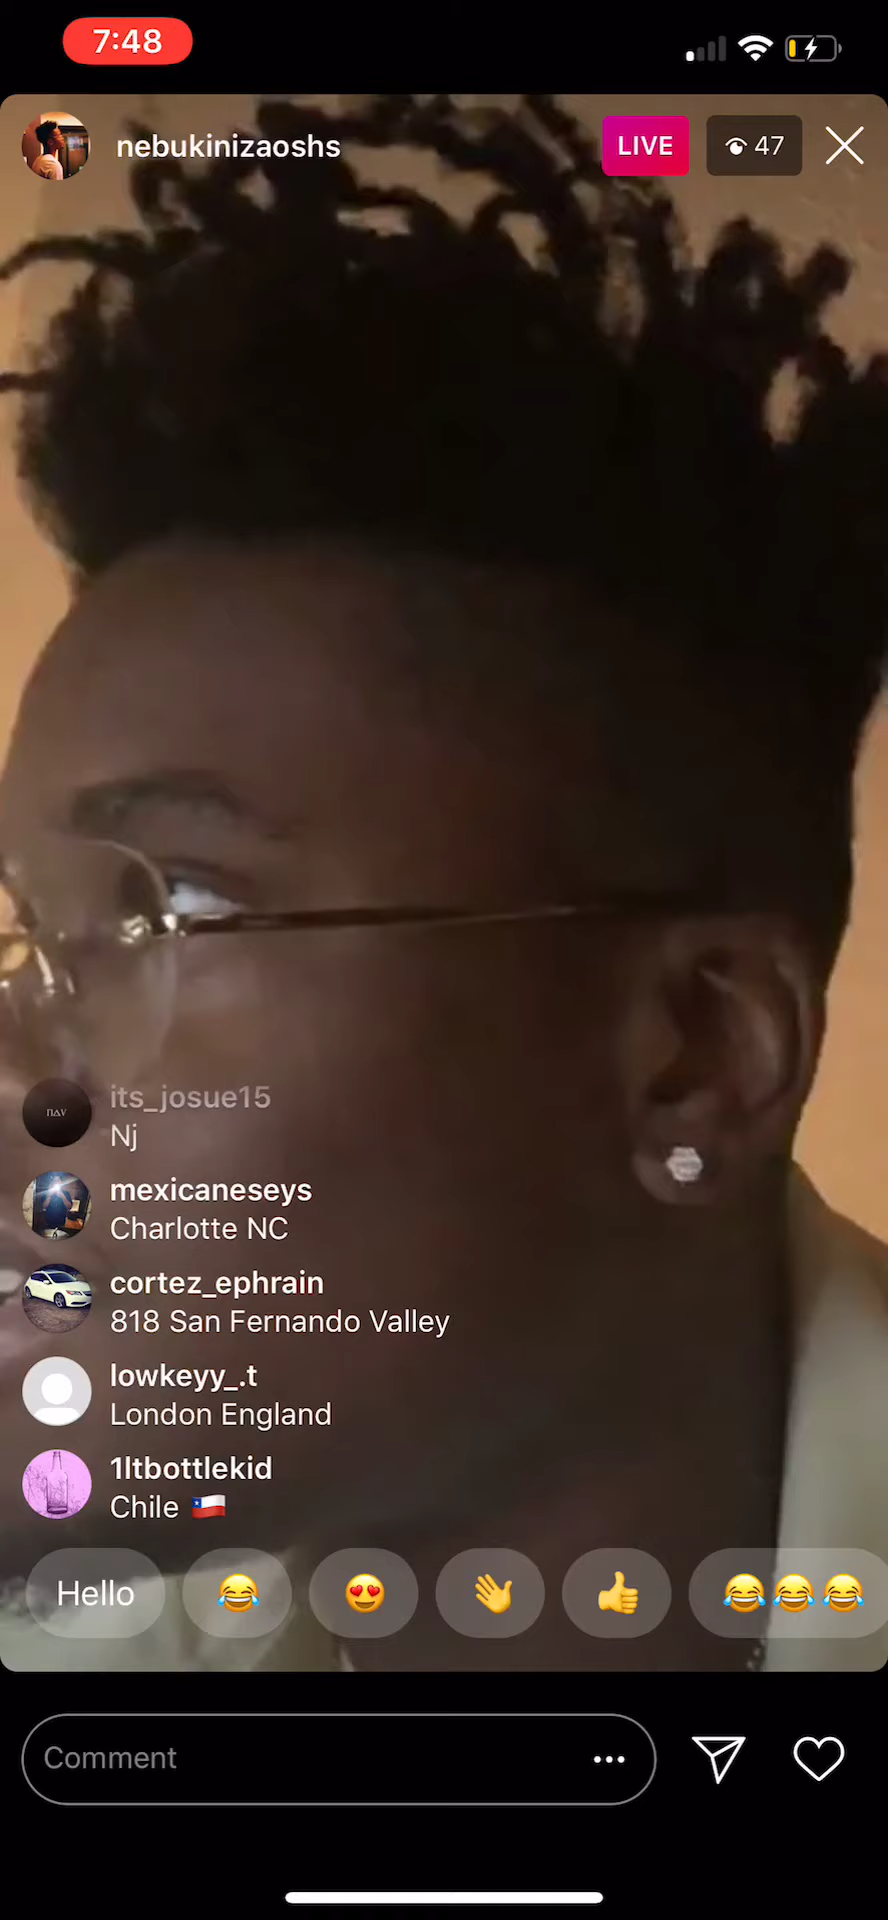 7:48
nebukinizaoshs
LIVE
47
its_josue15
Nj
mexicaneseys
Charlotte NC
cortez_ephrain
818 San Fernando Valley
lowkeyy_.t
London England
1ltbottlekid
Chile 🇨🇱
Hello 😂 😍 👋 👍 😂😂😂
Comment